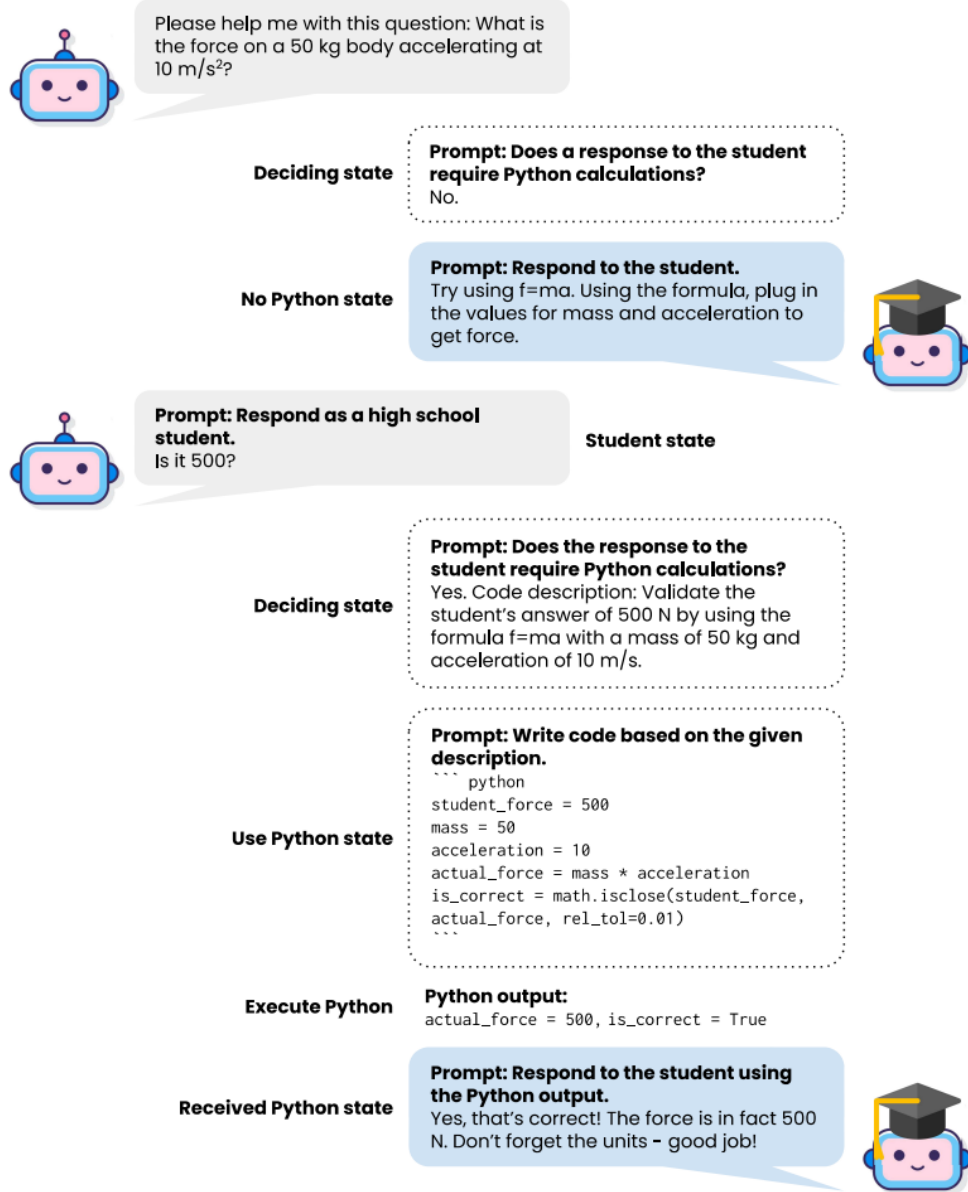 Please help me with this question: What is
the force on a 50 kg body accelerating at
10 m/s²?
Deciding state
Prompt: Does a response to the student
require Python calculations?
No.
No Python state
Prompt: Respond to the student.
Try using f=ma. Using the formula, plug in
the values for mass and acceleration to
get force.
Prompt: Respond as a high school
student.
Is it 500?
Student state
Deciding state
Prompt: Does the response to the
student require Python calculations?
Yes. Code description: Validate the
student's answer of 500 N by using the
formula f=ma with a mass of 50 kg and
acceleration of 10 m/s.
Use Python state
Prompt: Write code based on the given
description.
``` python
student_force = 500
mass = 50
acceleration = 10
actual_force = mass * acceleration
is_correct = math.isclose(student_force,
actual_force, rel_tol=0.01)
```
Execute Python
Python output:
actual_force = 500, is_correct = True
Received Python state
Prompt: Respond to the student using
the Python output.
Yes, that's correct! The force is in fact 500
N. Don't forget the units - good job!